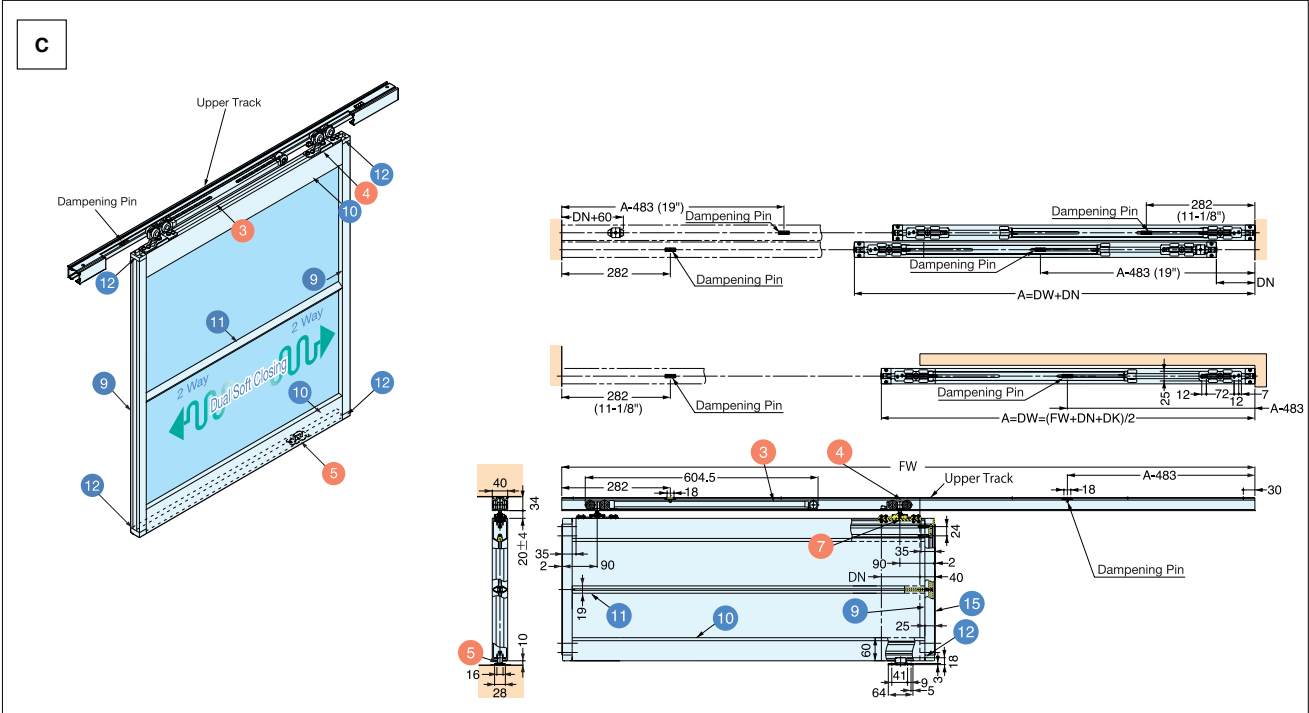 C
Upper Track
Dampening Pin
12
4
10
3
12
9
11
2 Way
2 Way
Dual Soft Closing
9
10
12
5
12
A-483 (19")
DN+60
Dampening Pin
282
Dampening Pin
Dampening Pin
282
(11-1/8")
Dampening Pin
A-483 (19")
DN
A=DW+DN
282
(11-1/8")
Dampening Pin
Dampening Pin
25
12
72
12
7
A-483
A=DW=(FW+DN+DK)/2
FW
3
4
Upper Track
604.5
282
18
A-483
18
30
40
34
20±4
35
2
90
7
24
35
90
2
DN
40
Dampening Pin
19
11
10
9
15
25
12
10
5
16
28
60
41
9
64
5
3
18